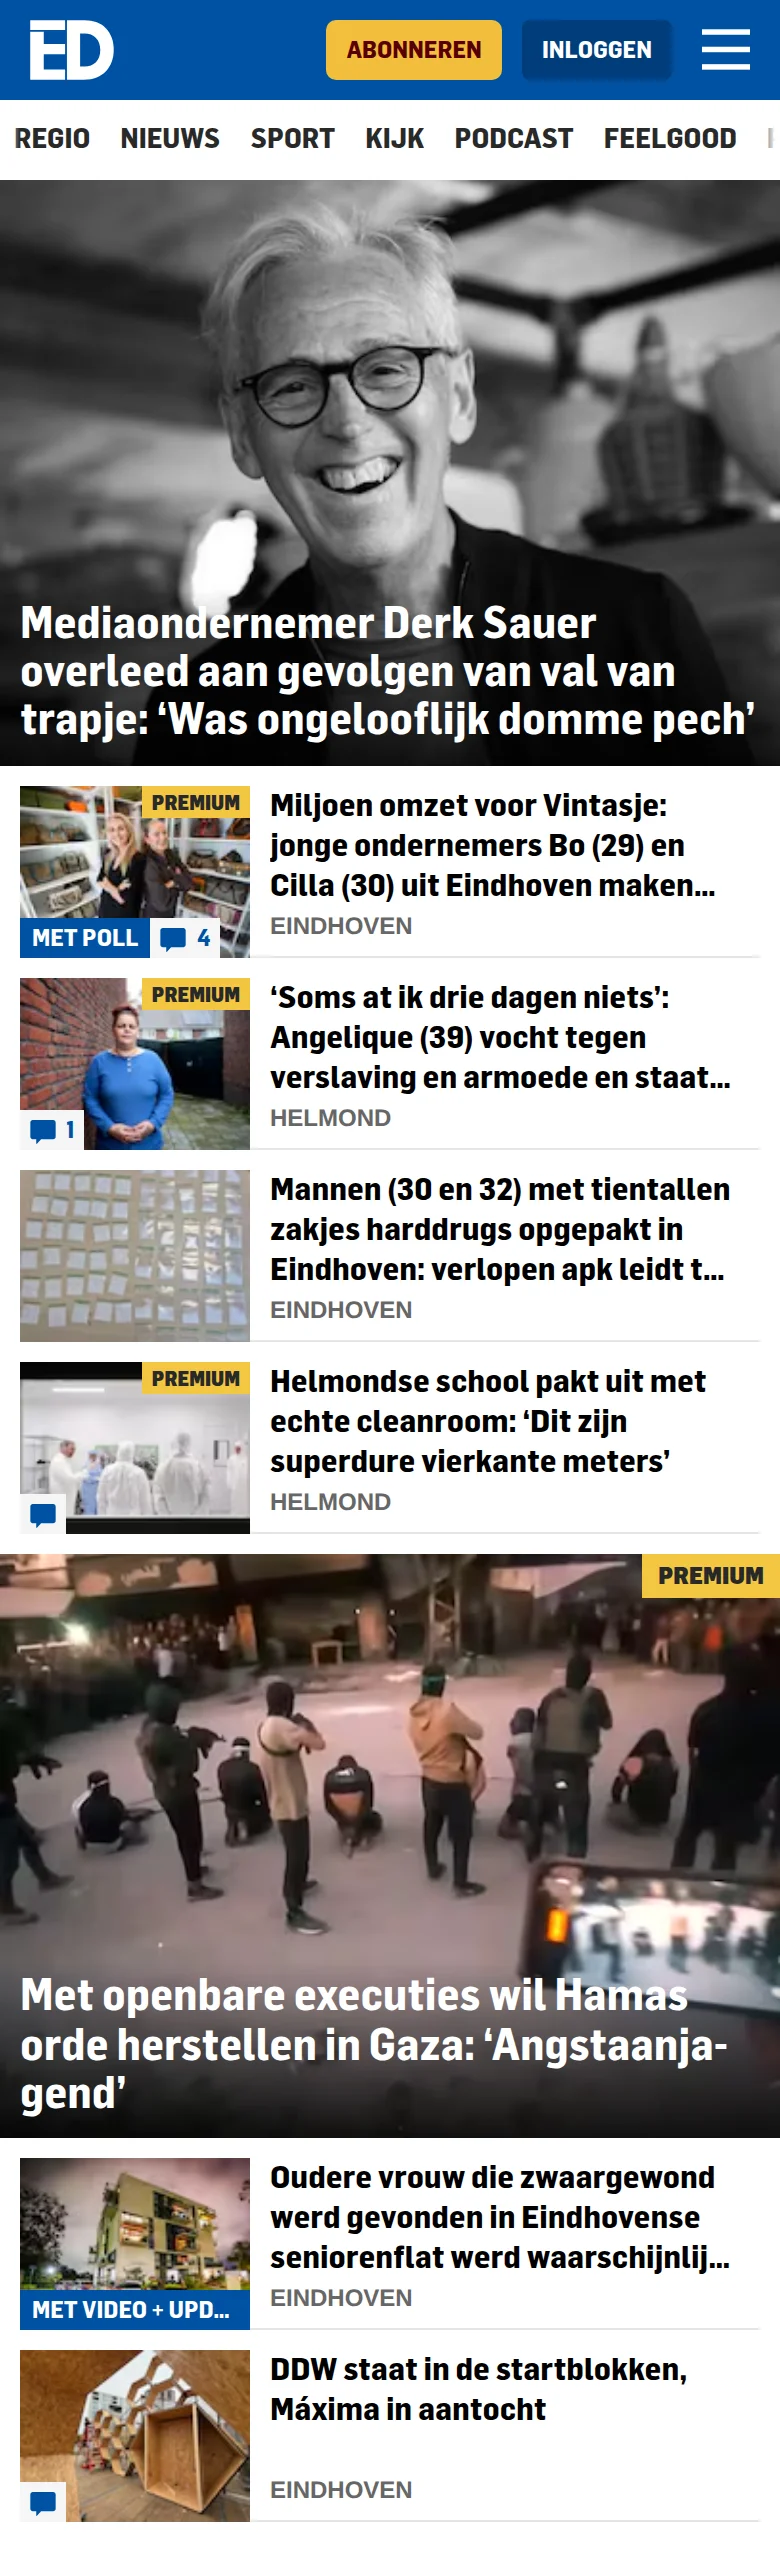 ED
ABONNEREN
INLOGGEN
REGIO NIEUWS SPORT KIJK PODCAST FEELGOOD
Mediaondernemer Derk Sauer
overleed aan gevolgen van val van
trapje: ‘Was ongelooflijk domme pech’
PREMIUM
MET POLL
4
Miljoen omzet voor Vintasje:
jonge ondernemers Bo (29) en
Cilla (30) uit Eindhoven maken...
EINDHOVEN
PREMIUM
1
‘Soms at ik drie dagen niets’:
Angelique (39) vocht tegen
verslaving en armoede en staat...
HELMOND
Mannen (30 en 32) met tientallen
zakjes harddrugs opgepakt in
Eindhoven: verlopen apk leidt t...
EINDHOVEN
PREMIUM
Helmondse school pakt uit met
echte cleanroom: ‘Dit zijn
superdure vierkante meters’
HELMOND
PREMIUM
Met openbare executies wil Hamas
orde herstellen in Gaza: ‘Angstaanja-
gend’
MET VIDEO + UPD...
Oudere vrouw die zwaargewond
werd gevonden in Eindhovense
seniorenflat werd waarschijnlij...
EINDHOVEN
DDW staat in de startblokken,
Máxima in aantocht
EINDHOVEN